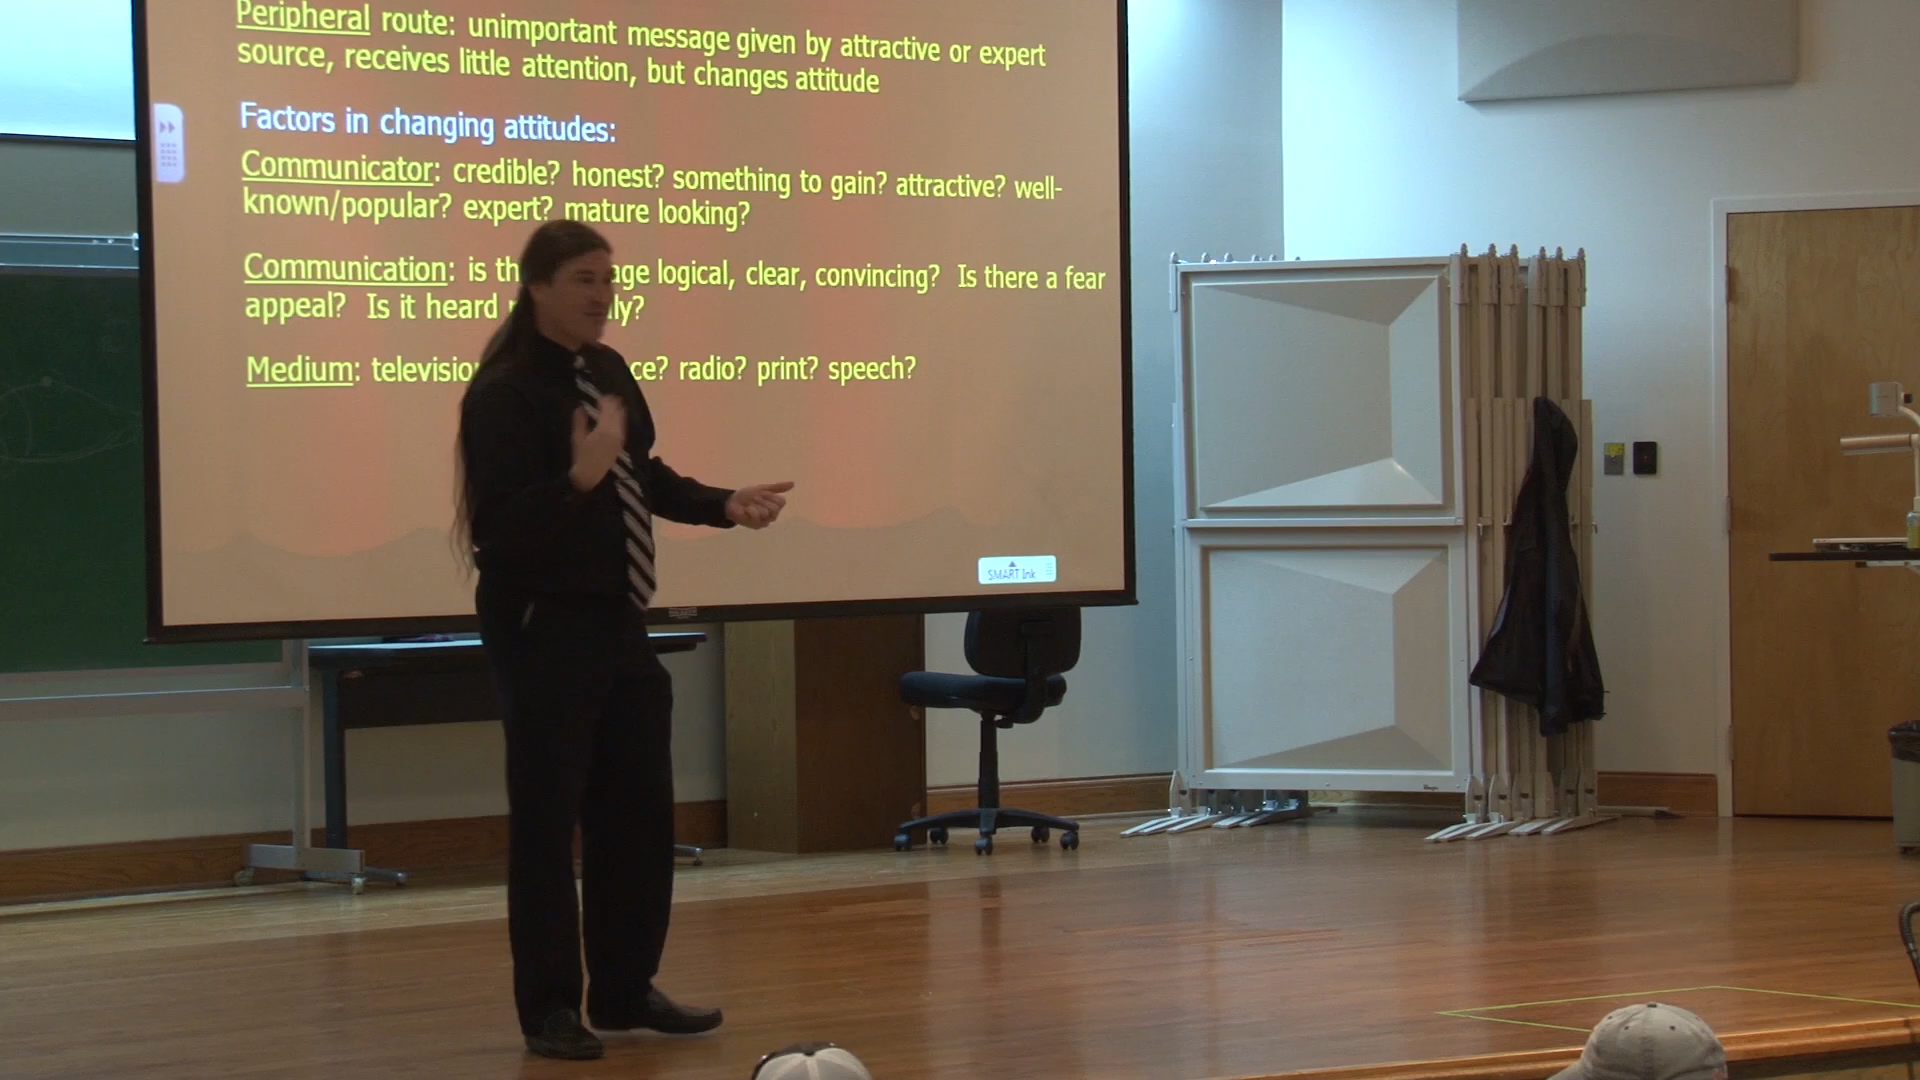 Peripheral route: unimportant message given by attractive or expert
source, receives little attention, but changes attitude
Factors in changing attitudes:
Communicator: credible? honest? something to gain? attractive? well-
known/popular? expert? mature looking?
Communication: is th age logical, clear, convincing? Is there a fear
appeal? Is it heard ly?
Medium: televisio ce? radio? print? speech?
SMART Ink